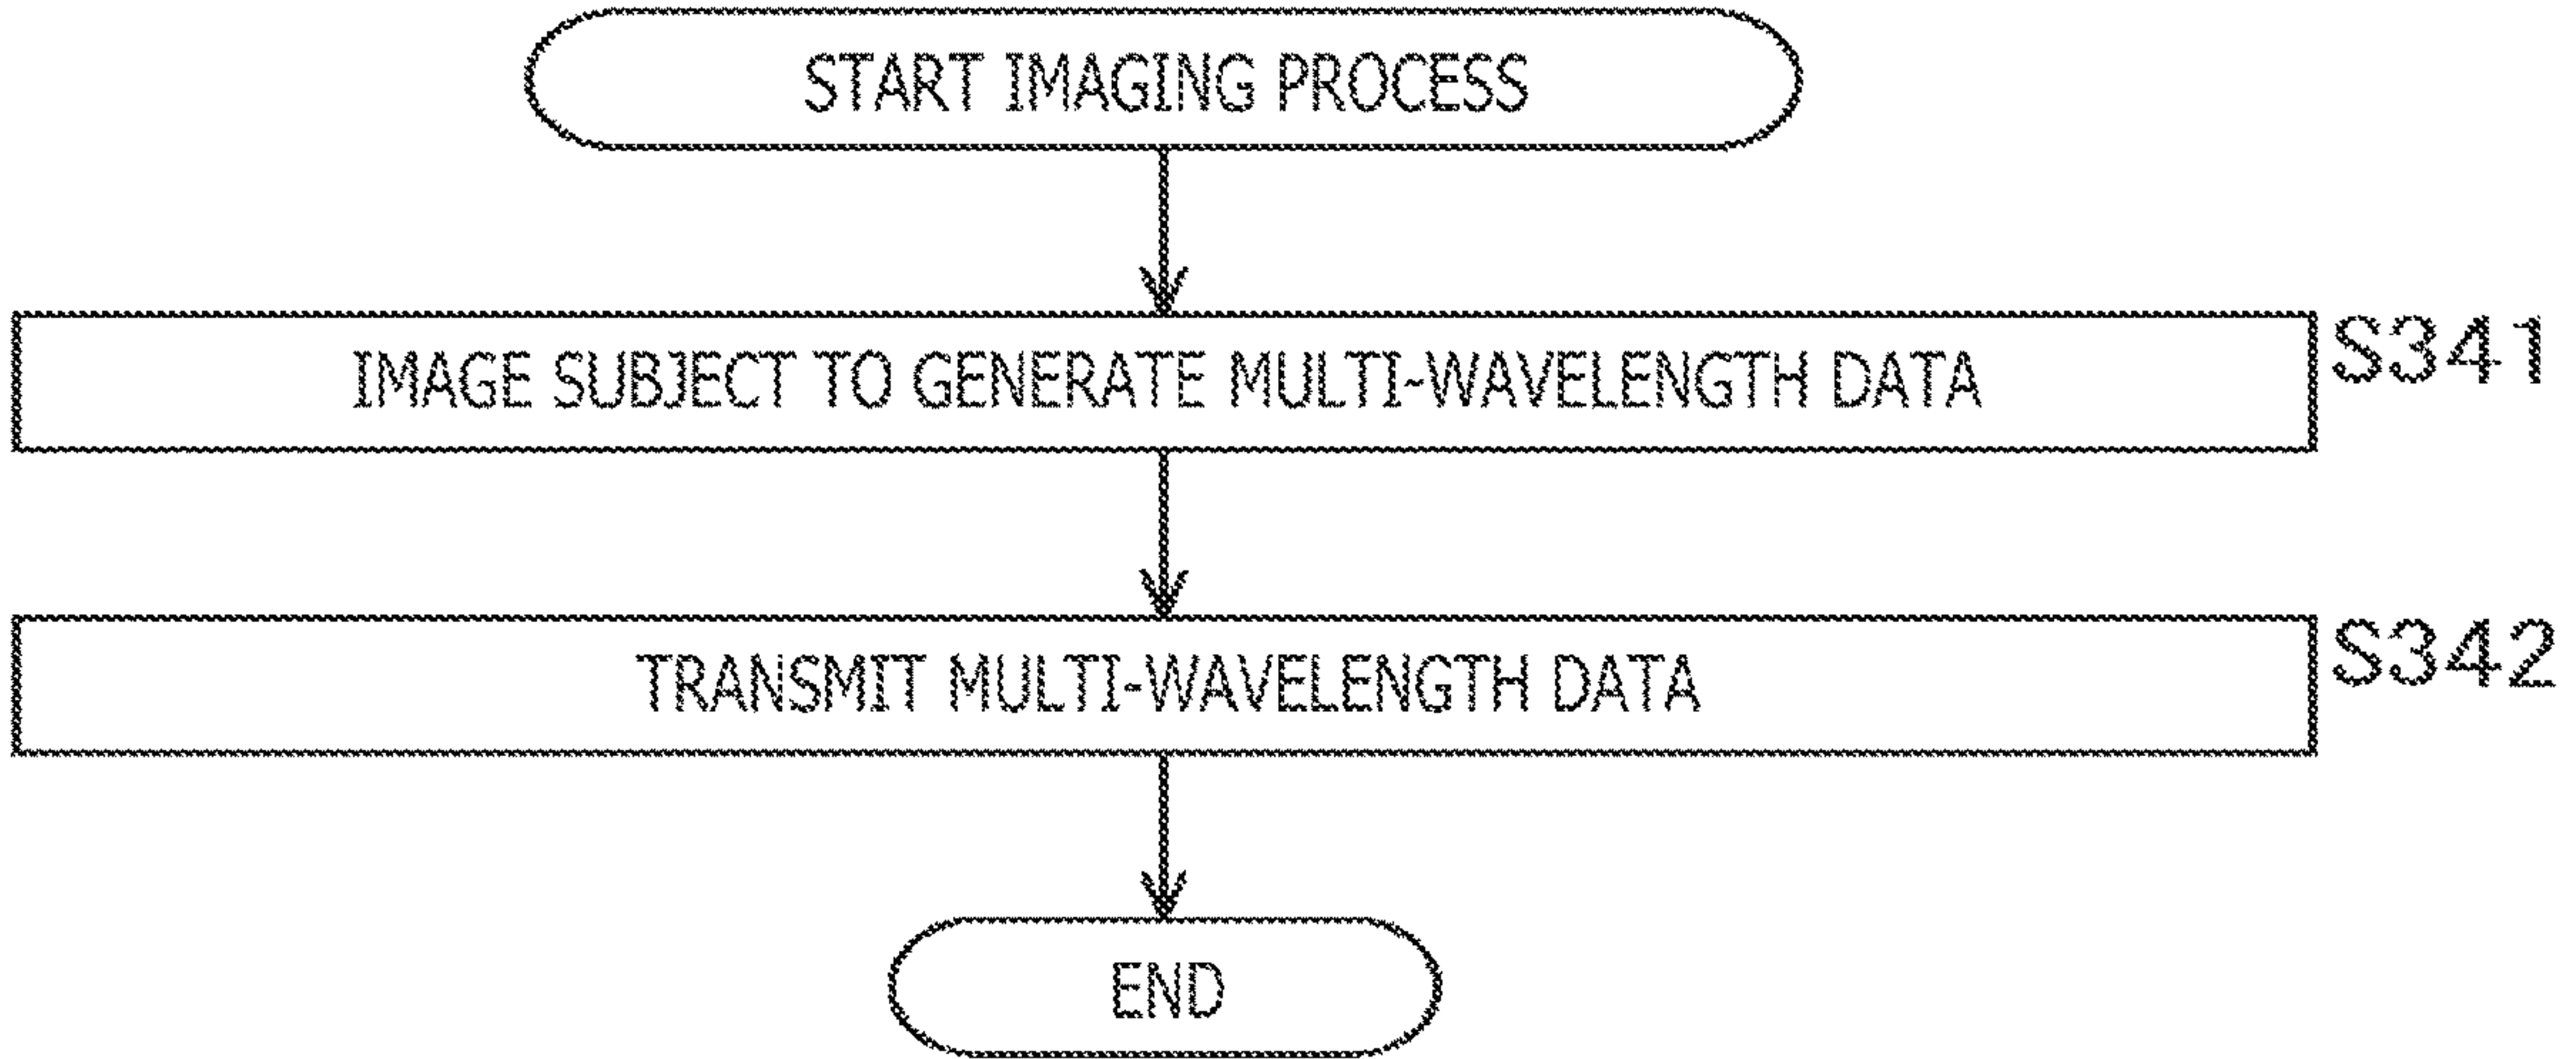 START IMAGING PROCESS
IMAGE SUBJECT TO GENERATE MULTI-WAVELENGTH DATA
S341
TRANSMIT MULTI-WAVELENGTH DATA
S342
END